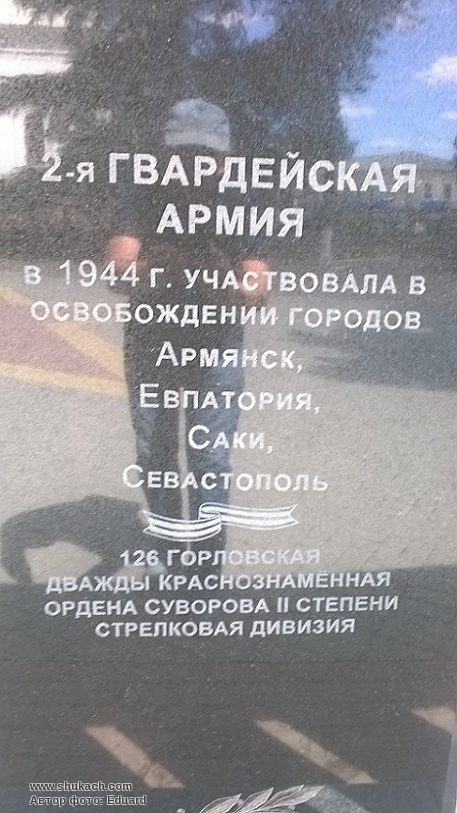 2-я ГВАРДЕЙСКАЯ
АРМИЯ
В 1944 Г. УЧАСТВОВАЛА В
ОСВОБОЖДЕНИИ ГОРОДОВ
АРМЯНСК,
ЕВПАТОРИЯ,
САКИ,
СЕВАСТОПОЛЬ
126 ГОРЛОВСКАЯ
ДВАЖДЫ КРАСНОЗНАМЁННАЯ
ОРДЕНА СУВОРОВА II СТЕПЕНИ
СТРЕЛКОВАЯ ДИВИЗИЯ
www.shukach.com
Автор фото: Eduard